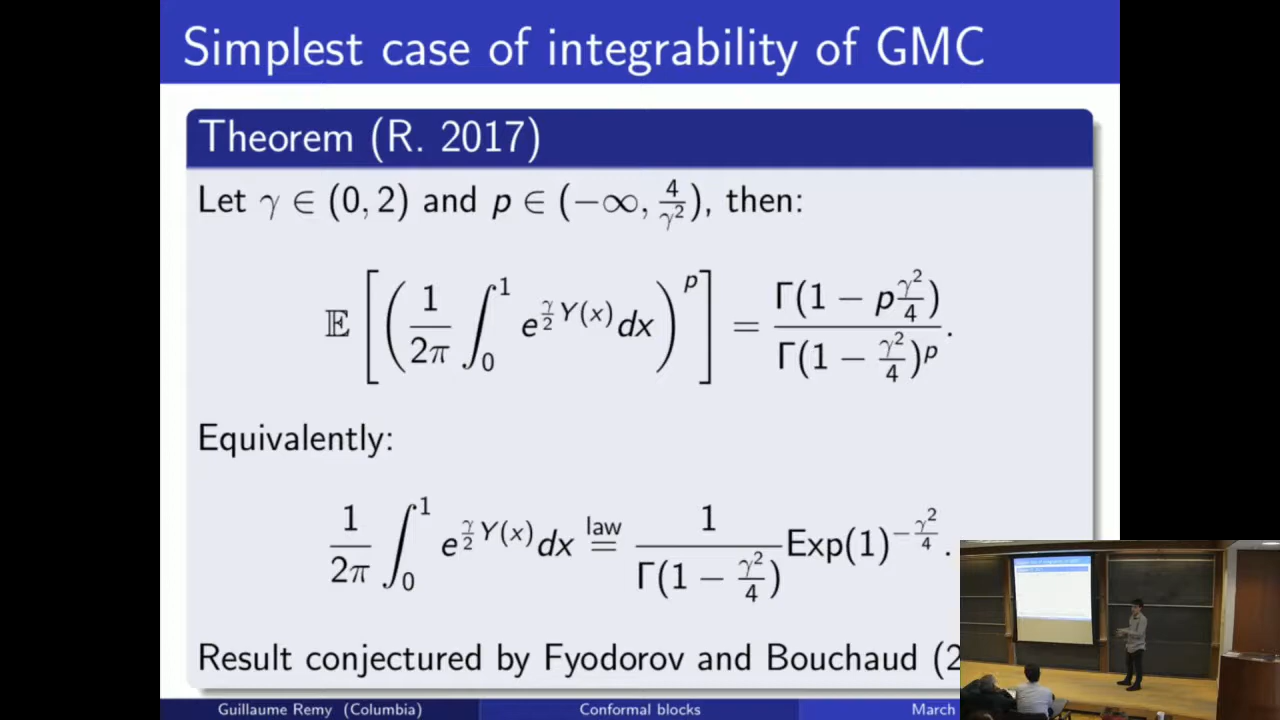 Simplest case of integrability of GMC
Theorem (R. 2017)
Let γ ∈ (0, 2) and p ∈ (−∞, 4/γ²), then:
𝔼[(1/2π ∫₀¹ e^{γ/2 Y(x)} dx)^p] = Γ(1 − p γ²/4) / Γ(1 − γ²/4)^p.
Equivalently:
1/2π ∫₀¹ e^{γ/2 Y(x)} dx law= 1/Γ(1 − γ²/4) Exp(1)^{−γ²/4}.
Result conjectured by Fyodorov and Bouchaud (2
Guillaume Remy (Columbia) Conformal blocks March